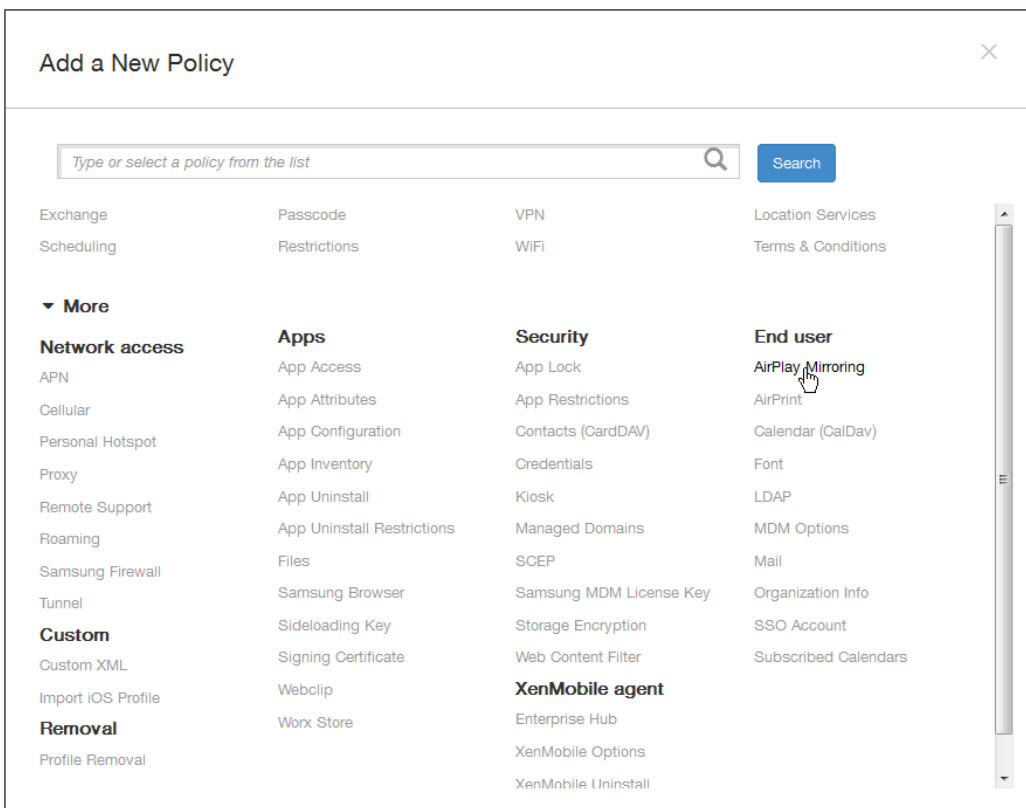 Add a New Policy
Type or select a policy from the list
Search
Exchange
Passcode
VPN
Location Services
Scheduling
Restrictions
WiFi
Terms & Conditions
More
Network access
APN
Cellular
Personal Hotspot
Proxy
Remote Support
Roaming
Samsung Firewall
Tunnel
Custom
Custom XML
Import iOS Profile
Removal
Profile Removal
Apps
App Access
App Attributes
App Configuration
App Inventory
App Uninstall
App Uninstall Restrictions
Files
Samsung Browser
Sideloading Key
Signing Certificate
Webclip
Worx Store
Security
App Lock
App Restrictions
Contacts (CardDAV)
Credentials
Kiosk
Managed Domains
SCEP
Samsung MDM License Key
Storage Encryption
Web Content Filter
XenMobile agent
Enterprise Hub
XenMobile Options
XenMobile Uninstall
End user
AirPlay Mirroring
AirPrint
Calendar (CalDav)
Font
LDAP
MDM Options
Mail
Organization Info
SSO Account
Subscribed Calendars